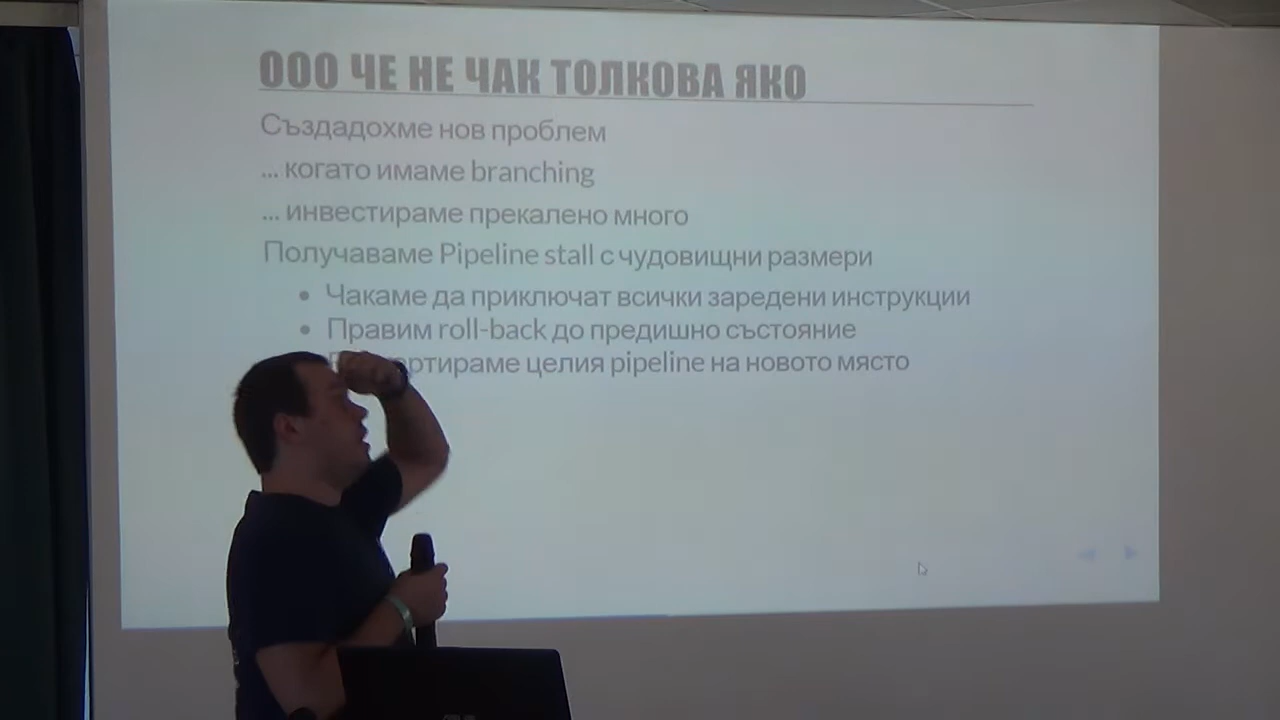 ООО ЧЕ НЕ ЧАК ТОЛКОВА ЯКО
Създадохме нов проблем
... когато имаме branching
... инвестираме прекалено много
Получаваме Pipeline stall с чудовищни размери
• Чакаме да приключат всички заредени инструкции
• Правим roll-back до предишно състояние
целия pipeline на новото място